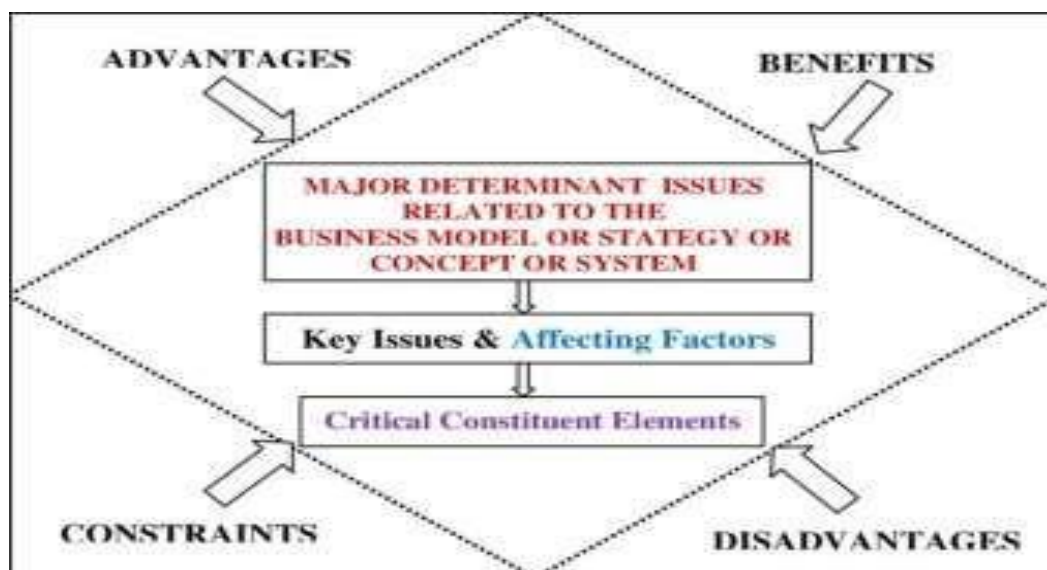 ADVANTAGES
BENEFITS
MAJOR DETERMINANT ISSUES
RELATED TO THE
BUSINESS MODEL OR STATEGY OR
CONCEPT OR SYSTEM
Key Issues & Affecting Factors
Critical Constituent Elements
CONSTRAINTS
DISADVANTAGES